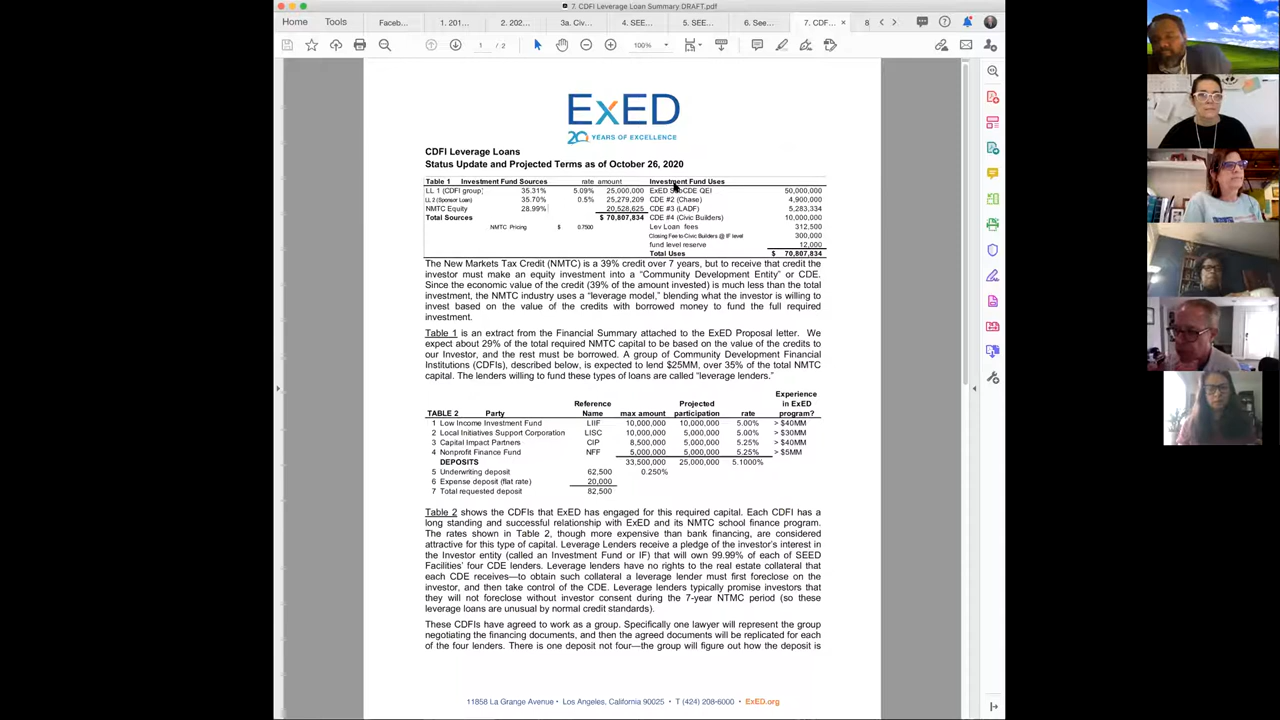 7. CDFI Leverage Loan Summary DRAFT.pdf
Home Tools Faceb... 1. 201... 2. 202... 3a. Civ... 4. SEE... 5. SEE... 6. See... 7. CDF... × 8
1 / 2 100%
ExED
20 YEARS OF EXCELLENCE
CDFI Leverage Loans
Status Update and Projected Terms as of October 26, 2020
Table 1 Investment Fund Sources rate amount Investment Fund Uses
LL 1 (CDFI group) 35.31% 5.09% 25,000,000 ExED SubCDE QEI 50,000,000
LL 2 (Sponsor Loan) 35.70% 0.5% 25,279,209 CDE #2 (Chase) 4,900,000
NMTC Equity 28.99% 20,528,625 CDE #3 (LADF) 5,283,334
Total Sources $ 70,807,834 CDE #4 (Civic Builders) 10,000,000
NMTC Pricing $ 0.7500 Lev Loan fees 312,500
Closing Fee to Civic Builders @ IF level 300,000
fund level reserve 12,000
Total Uses $ 70,807,834
The New Markets Tax Credit (NMTC) is a 39% credit over 7 years, but to receive that credit the
investor must make an equity investment into a “Community Development Entity” or CDE.
Since the economic value of the credit (39% of the amount invested) is much less than the total
investment, the NMTC industry uses a “leverage model,” blending what the investor is willing to
invest based on the value of the credits with borrowed money to fund the full required
investment.
Table 1 is an extract from the Financial Summary attached to the ExED Proposal letter. We
expect about 29% of the total required NMTC capital to be based on the value of the credits to
our Investor, and the rest must be borrowed. A group of Community Development Financial
Institutions (CDFIs), described below, is expected to lend $25MM, over 35% of the total NMTC
capital. The lenders willing to fund these types of loans are called “leverage lenders.”
Experience
Reference Projected in ExED
TABLE 2 Party Name max amount participation rate program?
1 Low Income Investment Fund LIIF 10,000,000 10,000,000 5.00% > $40MM
2 Local Initiatives Support Corporation LISC 10,000,000 5,000,000 5.00% > $30MM
3 Capital Impact Partners CIP 8,500,000 5,000,000 5.25% > $40MM
4 Nonprofit Finance Fund NFF 5,000,000 5,000,000 5.25% > $5MM
DEPOSITS 33,500,000 25,000,000 5.1000%
5 Underwriting deposit 62,500 0.250%
6 Expense deposit (flat rate) 20,000
7 Total requested deposit 82,500
Table 2 shows the CDFIs that ExED has engaged for this required capital. Each CDFI has a
long standing and successful relationship with ExED and its NMTC school finance program.
The rates shown in Table 2, though more expensive than bank financing, are considered
attractive for this type of capital. Leverage Lenders receive a pledge of the investor’s interest in
the Investor entity (called an Investment Fund or IF) that will own 99.99% of each of SEED
Facilities’ four CDE lenders. Leverage lenders have no rights to the real estate collateral that
each CDE receives—to obtain such collateral a leverage lender must first foreclose on the
investor, and then take control of the CDE. Leverage lenders typically promise investors that
they will not foreclose without investor consent during the 7-year NTMC period (so these
leverage loans are unusual by normal credit standards).
These CDFIs have agreed to work as a group. Specifically one lawyer will represent the group
negotiating the financing documents, and then the agreed documents will be replicated for each
of the four lenders. There is one deposit not four—the group will figure out how the deposit is
11858 La Grange Avenue • Los Angeles, California 90025 • T (424) 208-6000 • ExED.org